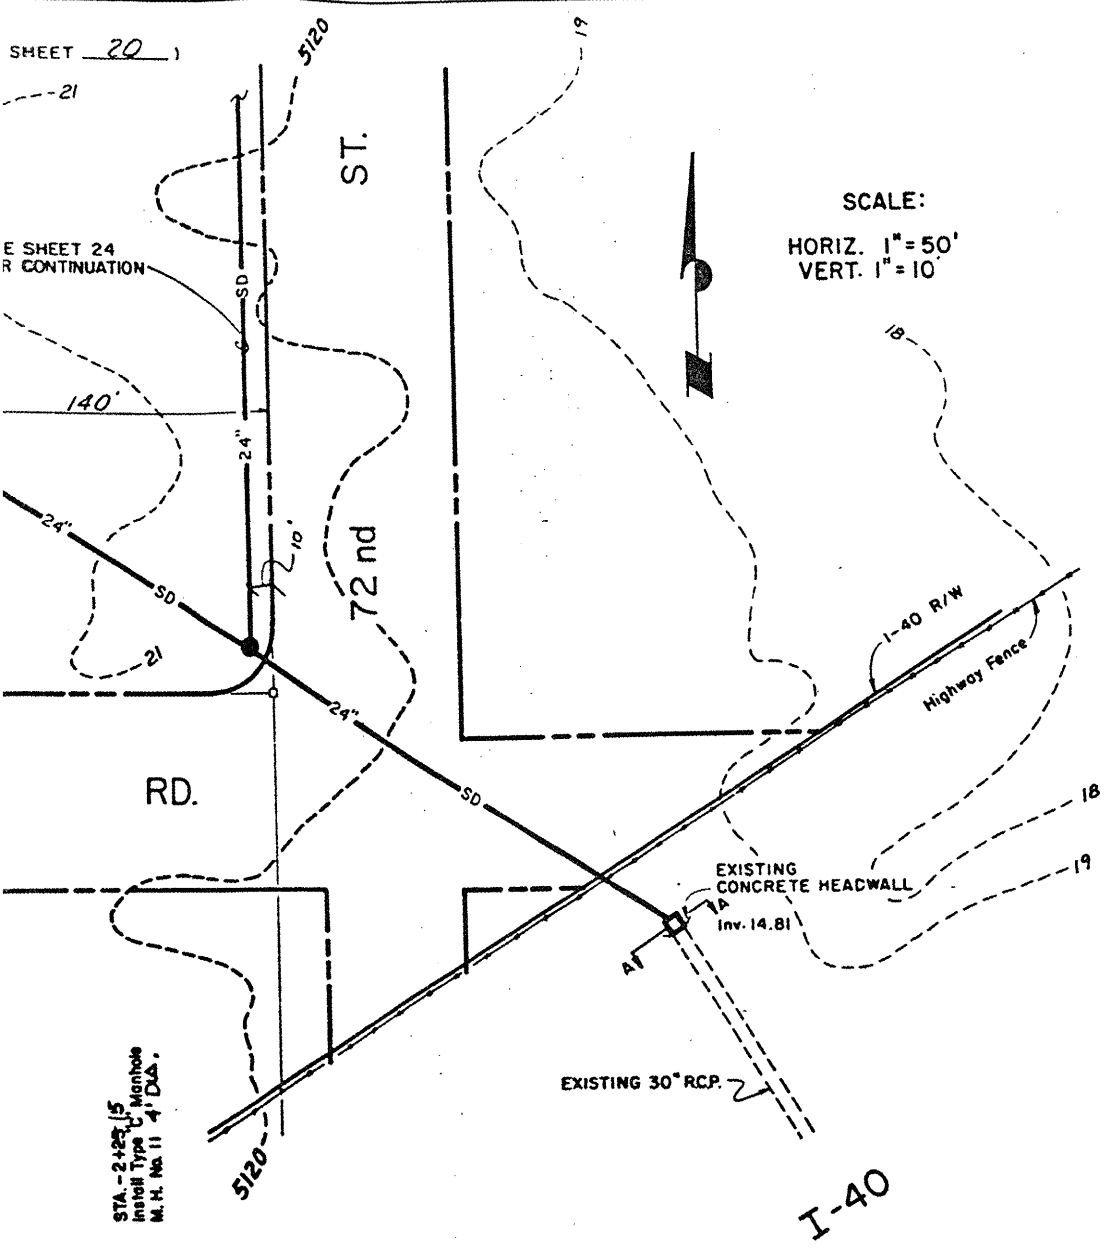 SHEET 20 )
5120
19
21
ST.
SCALE:
HORIZ. 1"=50'
VERT. 1"=10'
E SHEET 24
R CONTINUATION
SD
18
140'
24"
24"
10'
72 nd
SD
21
I-40 R/W
Highway Fence
24"
RD.
SD
18
19
EXISTING
CONCRETE HEADWALL
A
Inv. 14.81
A
EXISTING 30" R.C.P.
STA.-2+25 15
Install Type "C" Manhole
M. H. No. 11 4' DIA.
5120
I-40